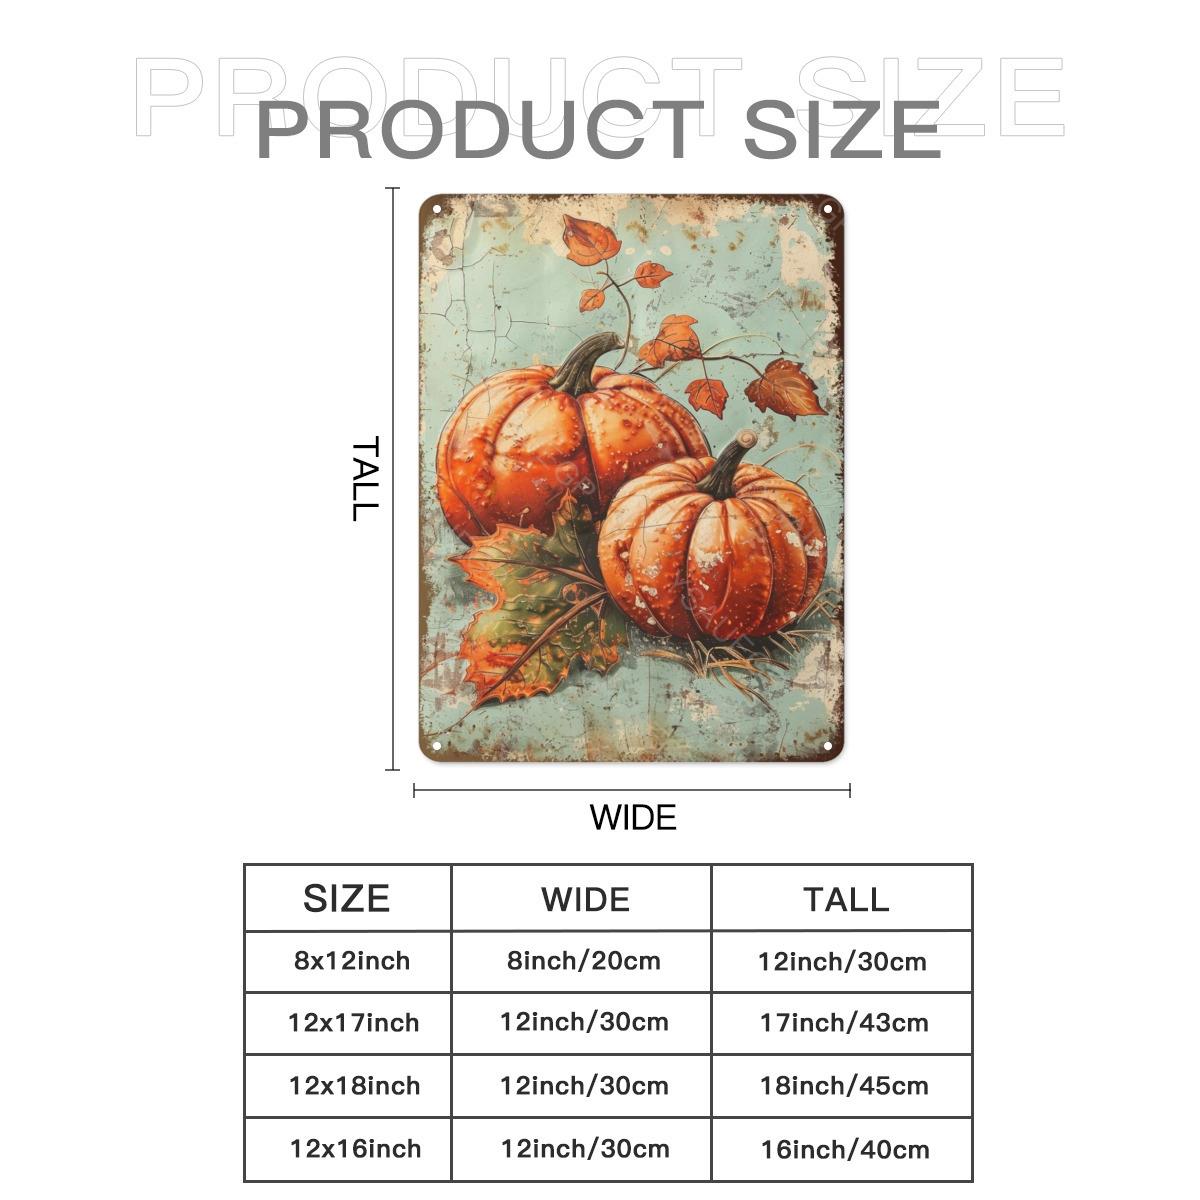 PRODUCT SIZE
PRODUCT SIZE
TALL
WIDE
SIZE WIDE TALL
8x12inch 8inch/20cm 12inch/30cm
12x17inch 12inch/30cm 17inch/43cm
12x18inch 12inch/30cm 18inch/45cm
12x16inch 12inch/30cm 16inch/40cm